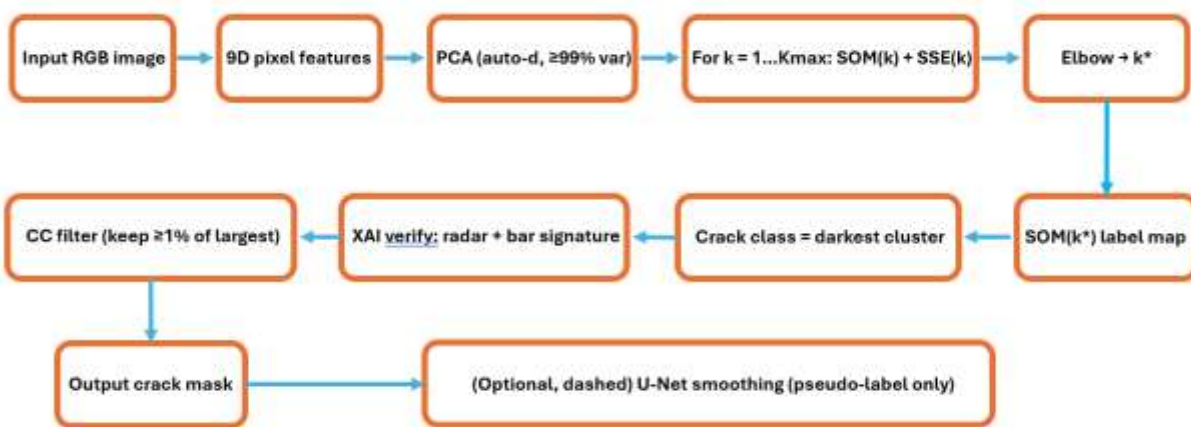 Input RGB image
9D pixel features
PCA (auto-d, ≥99% var)
For k = 1...Kmax: SOM(k) + SSE(k)
Elbow → k*
SOM(k*) label map
Crack class = darkest cluster
XAI verify: radar + bar signature
CC filter (keep ≥1% of largest)
Output crack mask
(Optional, dashed) U-Net smoothing (pseudo-label only)